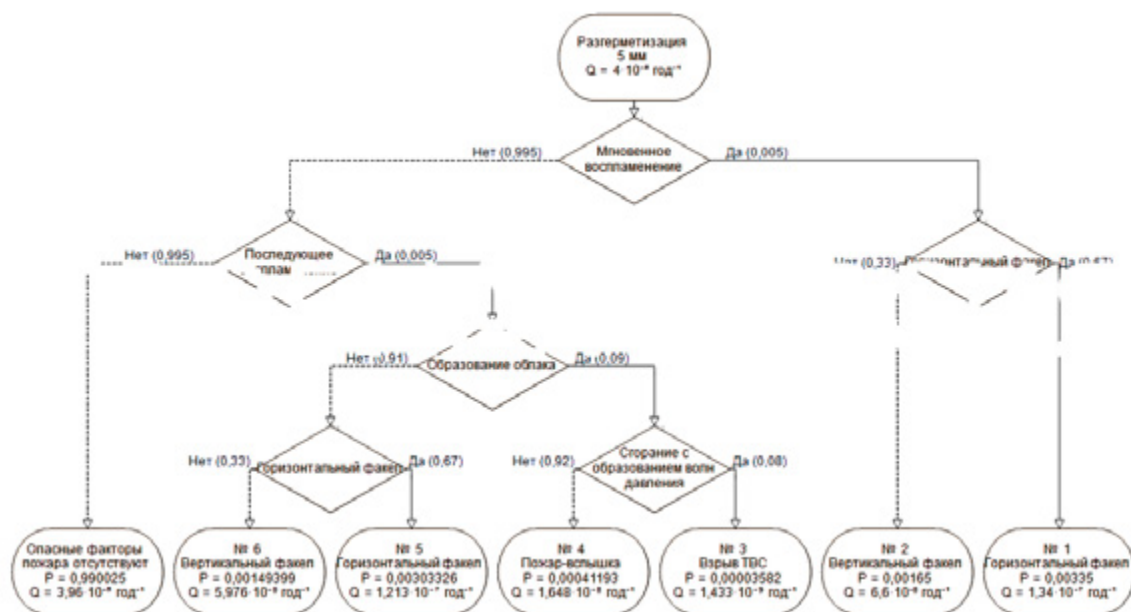 Разгерметизация
5 мм
Мгновенное
воспламенение
Нет (0,995)
Да (0,005)
Последующее
Нет (0,995)
Да (0,005)
(0,33)
Да
Образование облака
Нет (0,91)
Да (0,09)
Горизонтальный факел
Нет (0,33)
Да (0,67)
Сгорание с
образованием волн
давления
Нет (0,92)
Да (0,08)
Опасные факторы
пожара отсутствуют
P = 0,990025
№ 6
Вертикальный факел
P = 0,00149399
№ 5
Горизонтальный факел
P = 0,00303326
№ 4
Пожар-вспышка
P = 0,00041193
№ 3
Взрыв ТВС
P = 0,00003582
№ 2
Вертикальный факел
P = 0,00165
№ 1
Горизонтальный факел
P = 0,00335